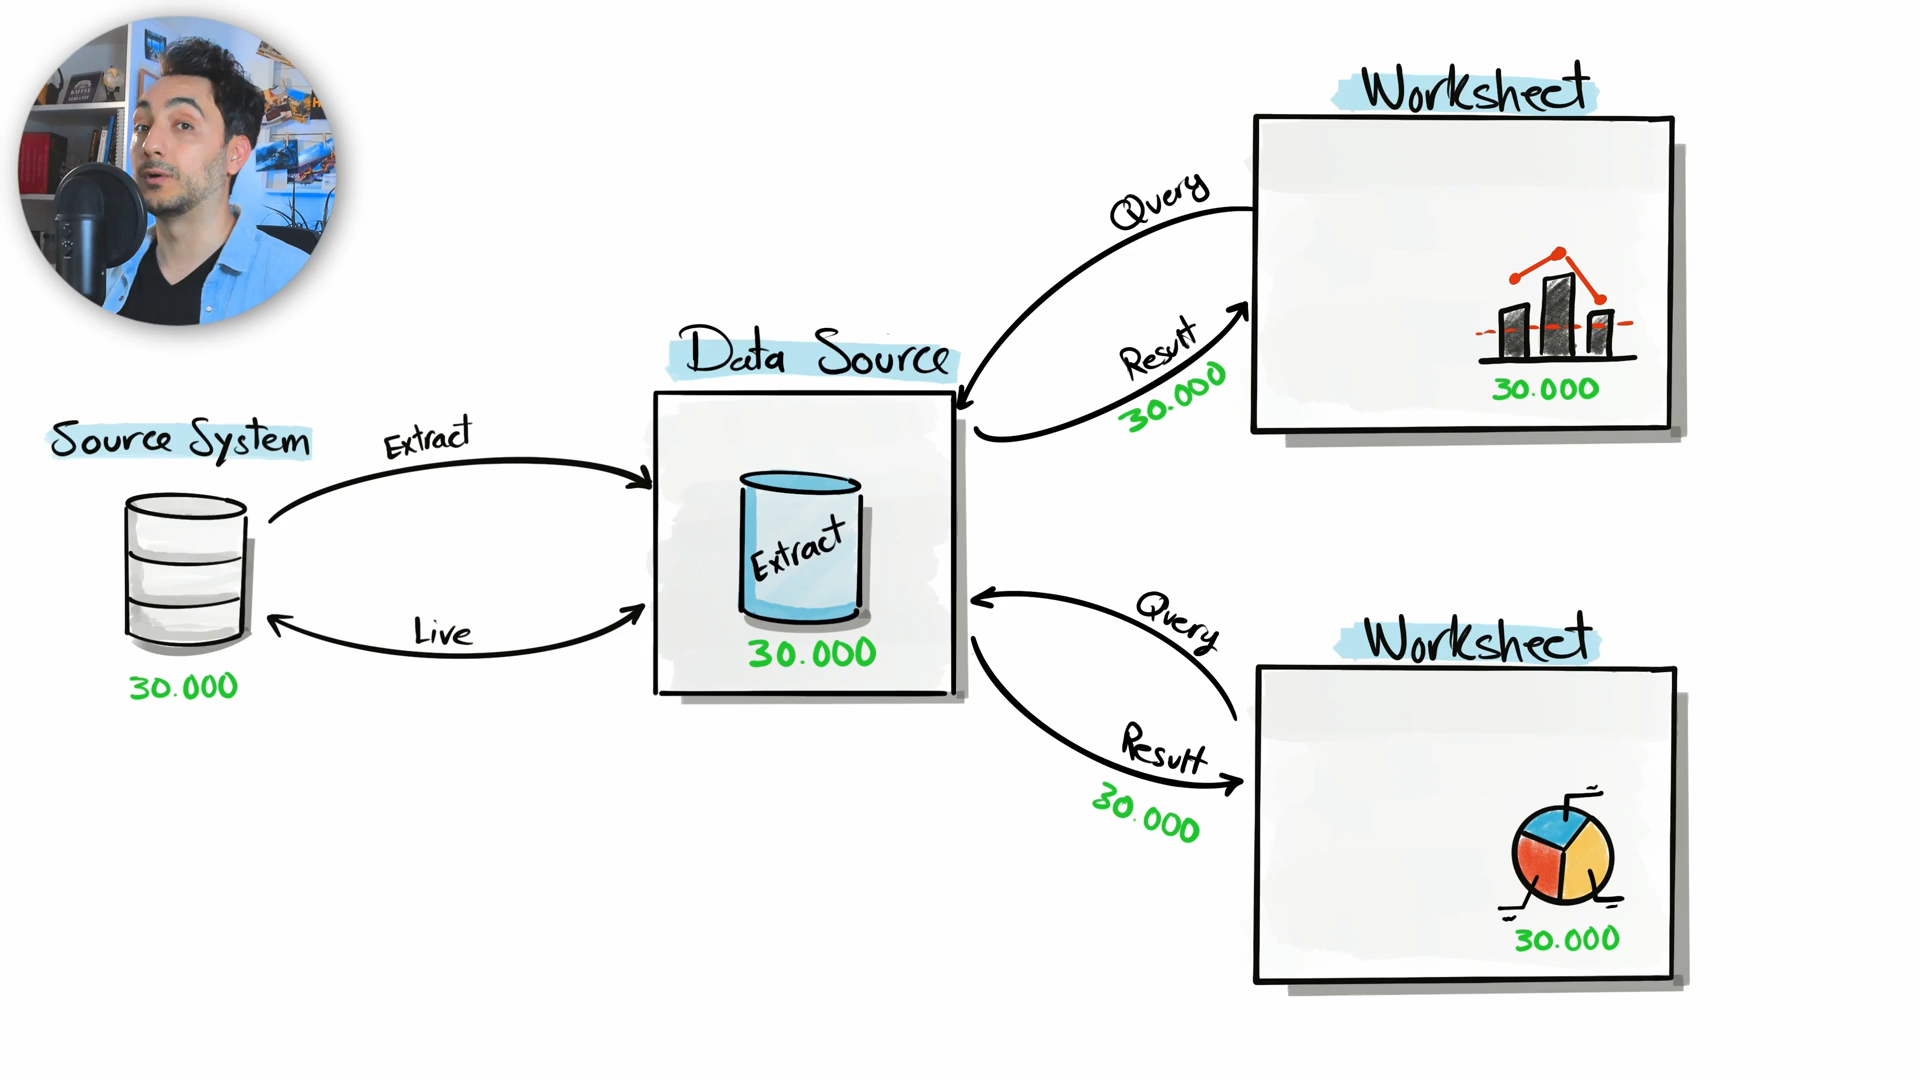 Worksheet
Query
Result
30.000
30.000
Data Source
Source System
Extract
Extract
30.000
Live
30.000
Query
Worksheet
Result
30.000
30.000